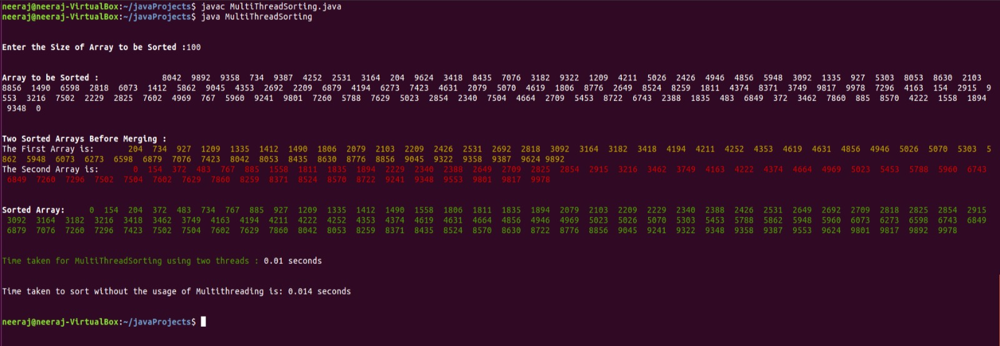 neeraj@neeraj-VirtualBox:~/javaProjects$ javac MultiThreadSorting.java
neeraj@neeraj-VirtualBox:~/javaProjects$ java MultiThreadSorting
Enter the Size of Array to be Sorted :100
Array to be Sorted : 8042 9892 9358 734 9387 4252 2531 3164 204 9624 3418 8435 7076 3182 9322 1209 4211 5026 2426 4946 4856 5948 3092 1335 927 5303 8053 8630 2103
8856 1490 6598 2818 6073 1412 5862 9045 4353 2692 2209 6879 4194 6273 7423 4631 2079 5070 4619 1806 8776 2649 8524 8259 1811 4374 8371 3749 9817 9978 7296 4163 154 2915 9
553 3216 7502 2229 2825 7602 4969 767 5960 9241 9801 7260 5788 7629 5023 2854 2340 7504 4664 2709 5453 8722 6743 2388 1835 483 6849 372 3462 7860 885 8570 4222 1558 1894
9348 0
Two Sorted Arrays Before Merging :
The First Array is: 204 734 927 1209 1335 1412 1490 1806 2079 2103 2209 2426 2531 2692 2818 3092 3164 3182 3418 4194 4211 4252 4353 4619 4631 4856 4946 5026 5070 5303 5
862 5948 6073 6273 6598 6879 7076 7423 8042 8053 8435 8630 8776 8856 9045 9322 9358 9387 9624 9892
The Second Array is: 0 154 372 483 767 885 1558 1811 1835 1894 2229 2340 2388 2649 2709 2825 2854 2915 3216 3462 3749 4163 4222 4374 4664 4969 5023 5453 5788 5960 6743
6849 7260 7296 7502 7504 7602 7629 7860 8259 8371 8524 8570 8722 9241 9348 9553 9801 9817 9978
Sorted Array: 0 154 204 372 483 734 767 885 927 1209 1335 1412 1490 1558 1806 1811 1835 1894 2079 2103 2209 2229 2340 2388 2426 2531 2649 2692 2709 2818 2825 2854 2915
3092 3164 3182 3216 3418 3462 3749 4163 4194 4211 4222 4252 4353 4374 4619 4631 4664 4856 4946 4969 5023 5026 5070 5303 5453 5788 5862 5948 5960 6073 6273 6598 6743 6849
6879 7076 7260 7296 7423 7502 7504 7602 7629 7860 8042 8053 8259 8371 8435 8524 8570 8630 8722 8776 8856 9045 9241 9322 9348 9358 9387 9553 9624 9801 9817 9892 9978
Time taken for MultiThreadSorting using two threads : 0.01 seconds
Time taken to sort without the usage of Multithreading is: 0.014 seconds
neeraj@neeraj-VirtualBox:~/javaProjects$